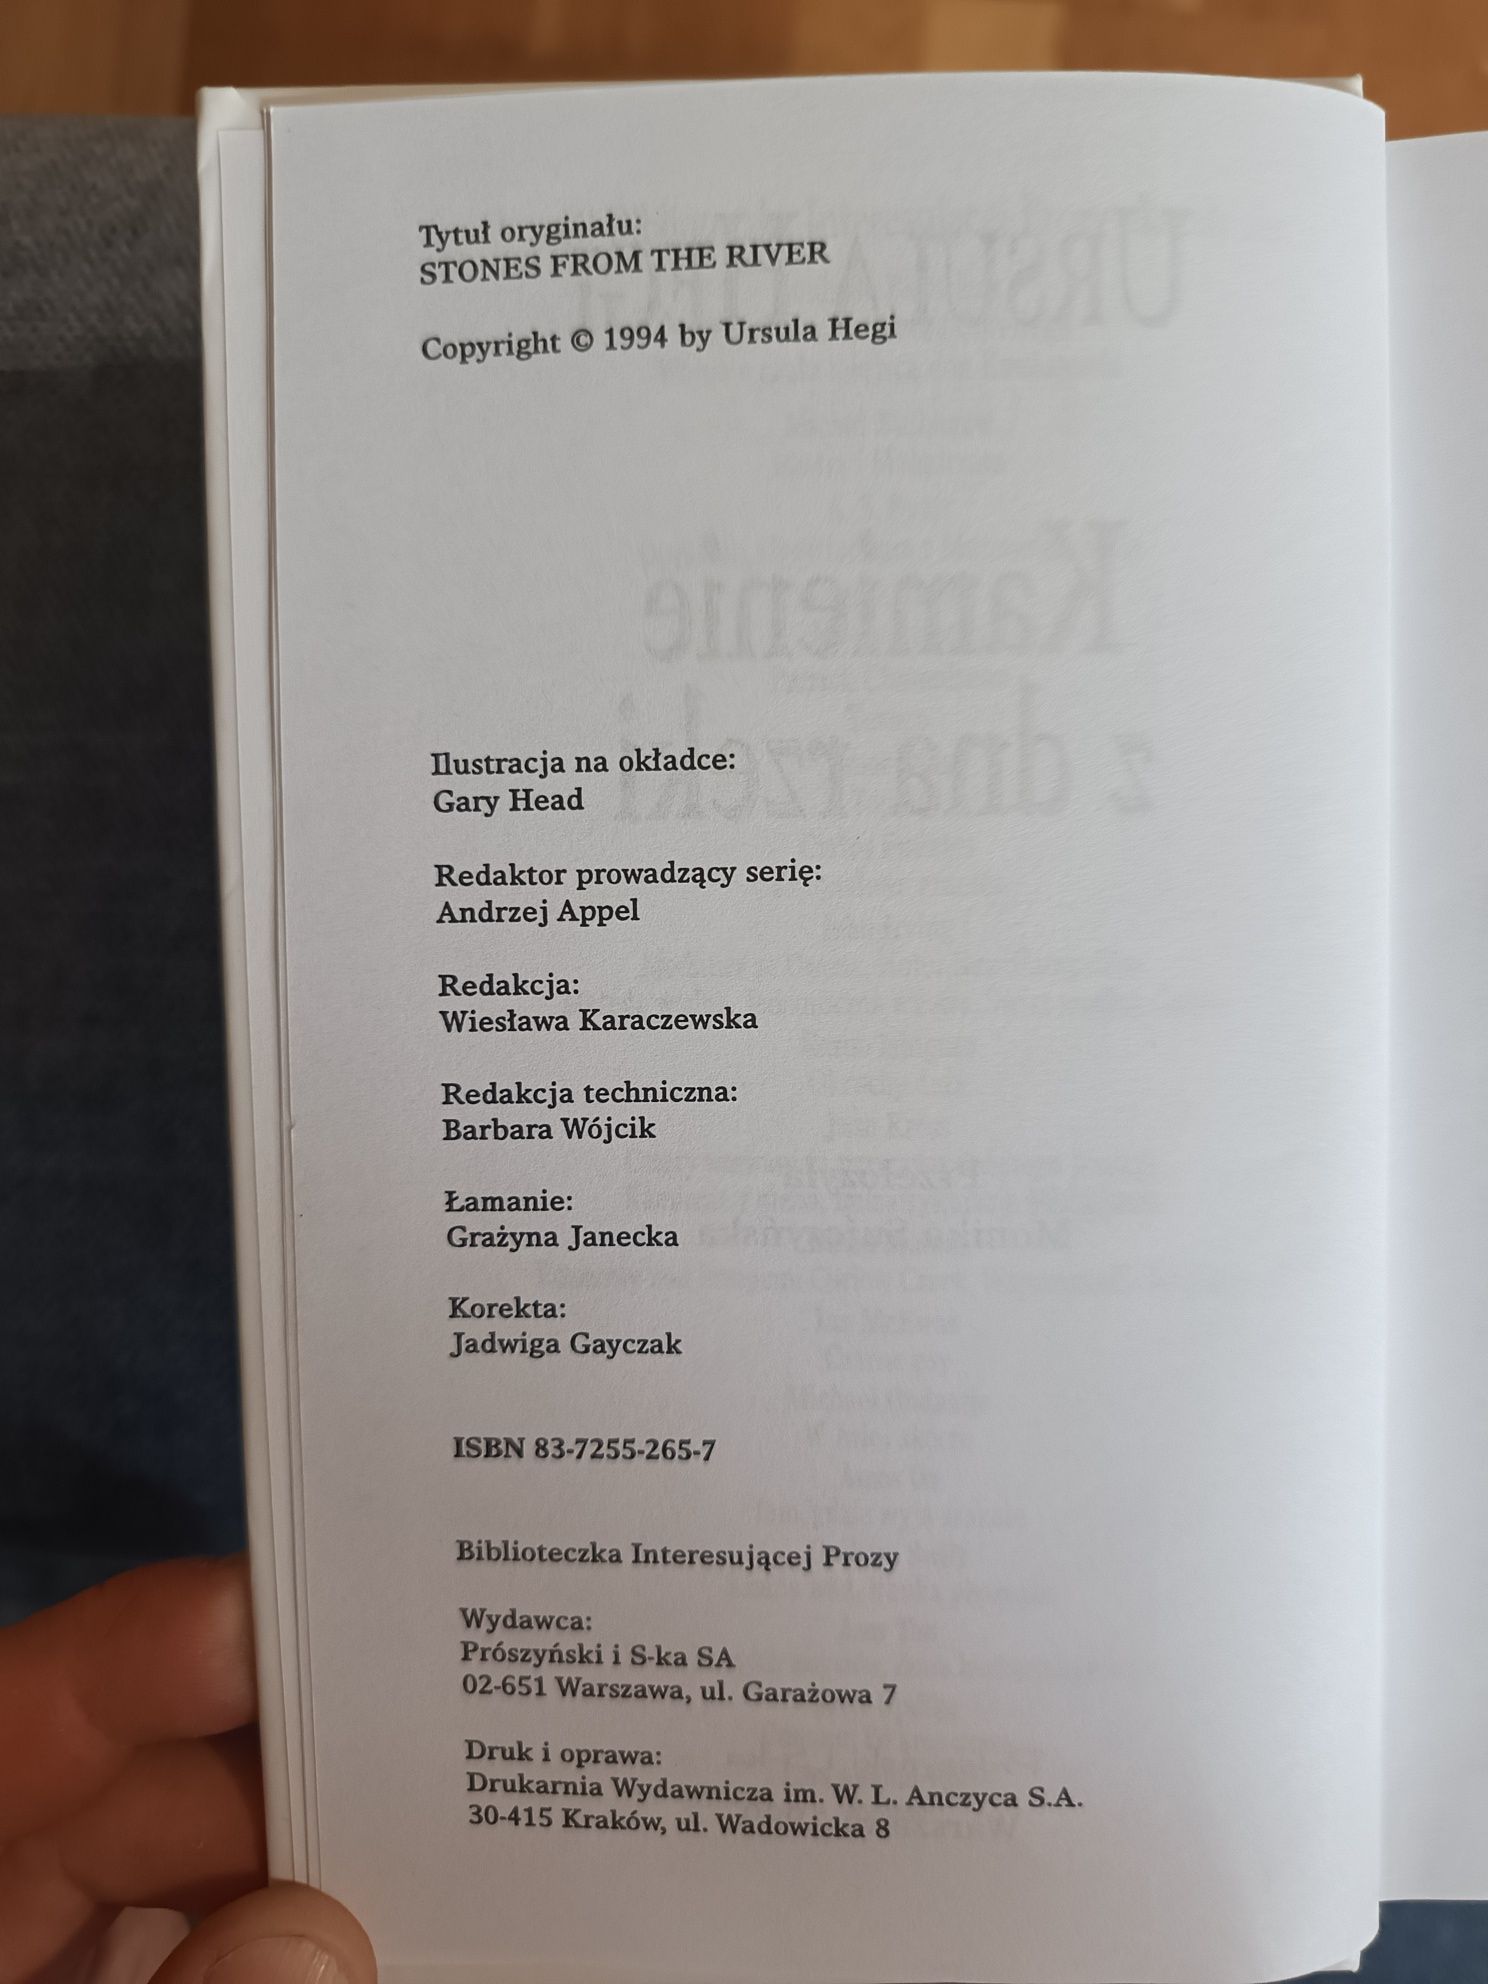 Tytuł oryginału:
STONES FROM THE RIVER
Copyright © 1994 by Ursula Hegi
Ilustracja na okładce:
Gary Head
Redaktor prowadzący serię:
Andrzej Appel
Redakcja:
Wiesława Karaczewska
Redakcja techniczna:
Barbara Wójcik
Łamanie:
Grażyna Janecka
Korekta:
Jadwiga Gayczak
ISBN 83-7255-265-7
Biblioteczka Interesującej Prozy
Wydawca:
Prószyński i S-ka SA
02-651 Warszawa, ul. Garażowa 7
Druk i oprawa:
Drukarnia Wydawnicza im. W. L. Anczyca S.A.
30-415 Kraków, ul. Wadowicka 8